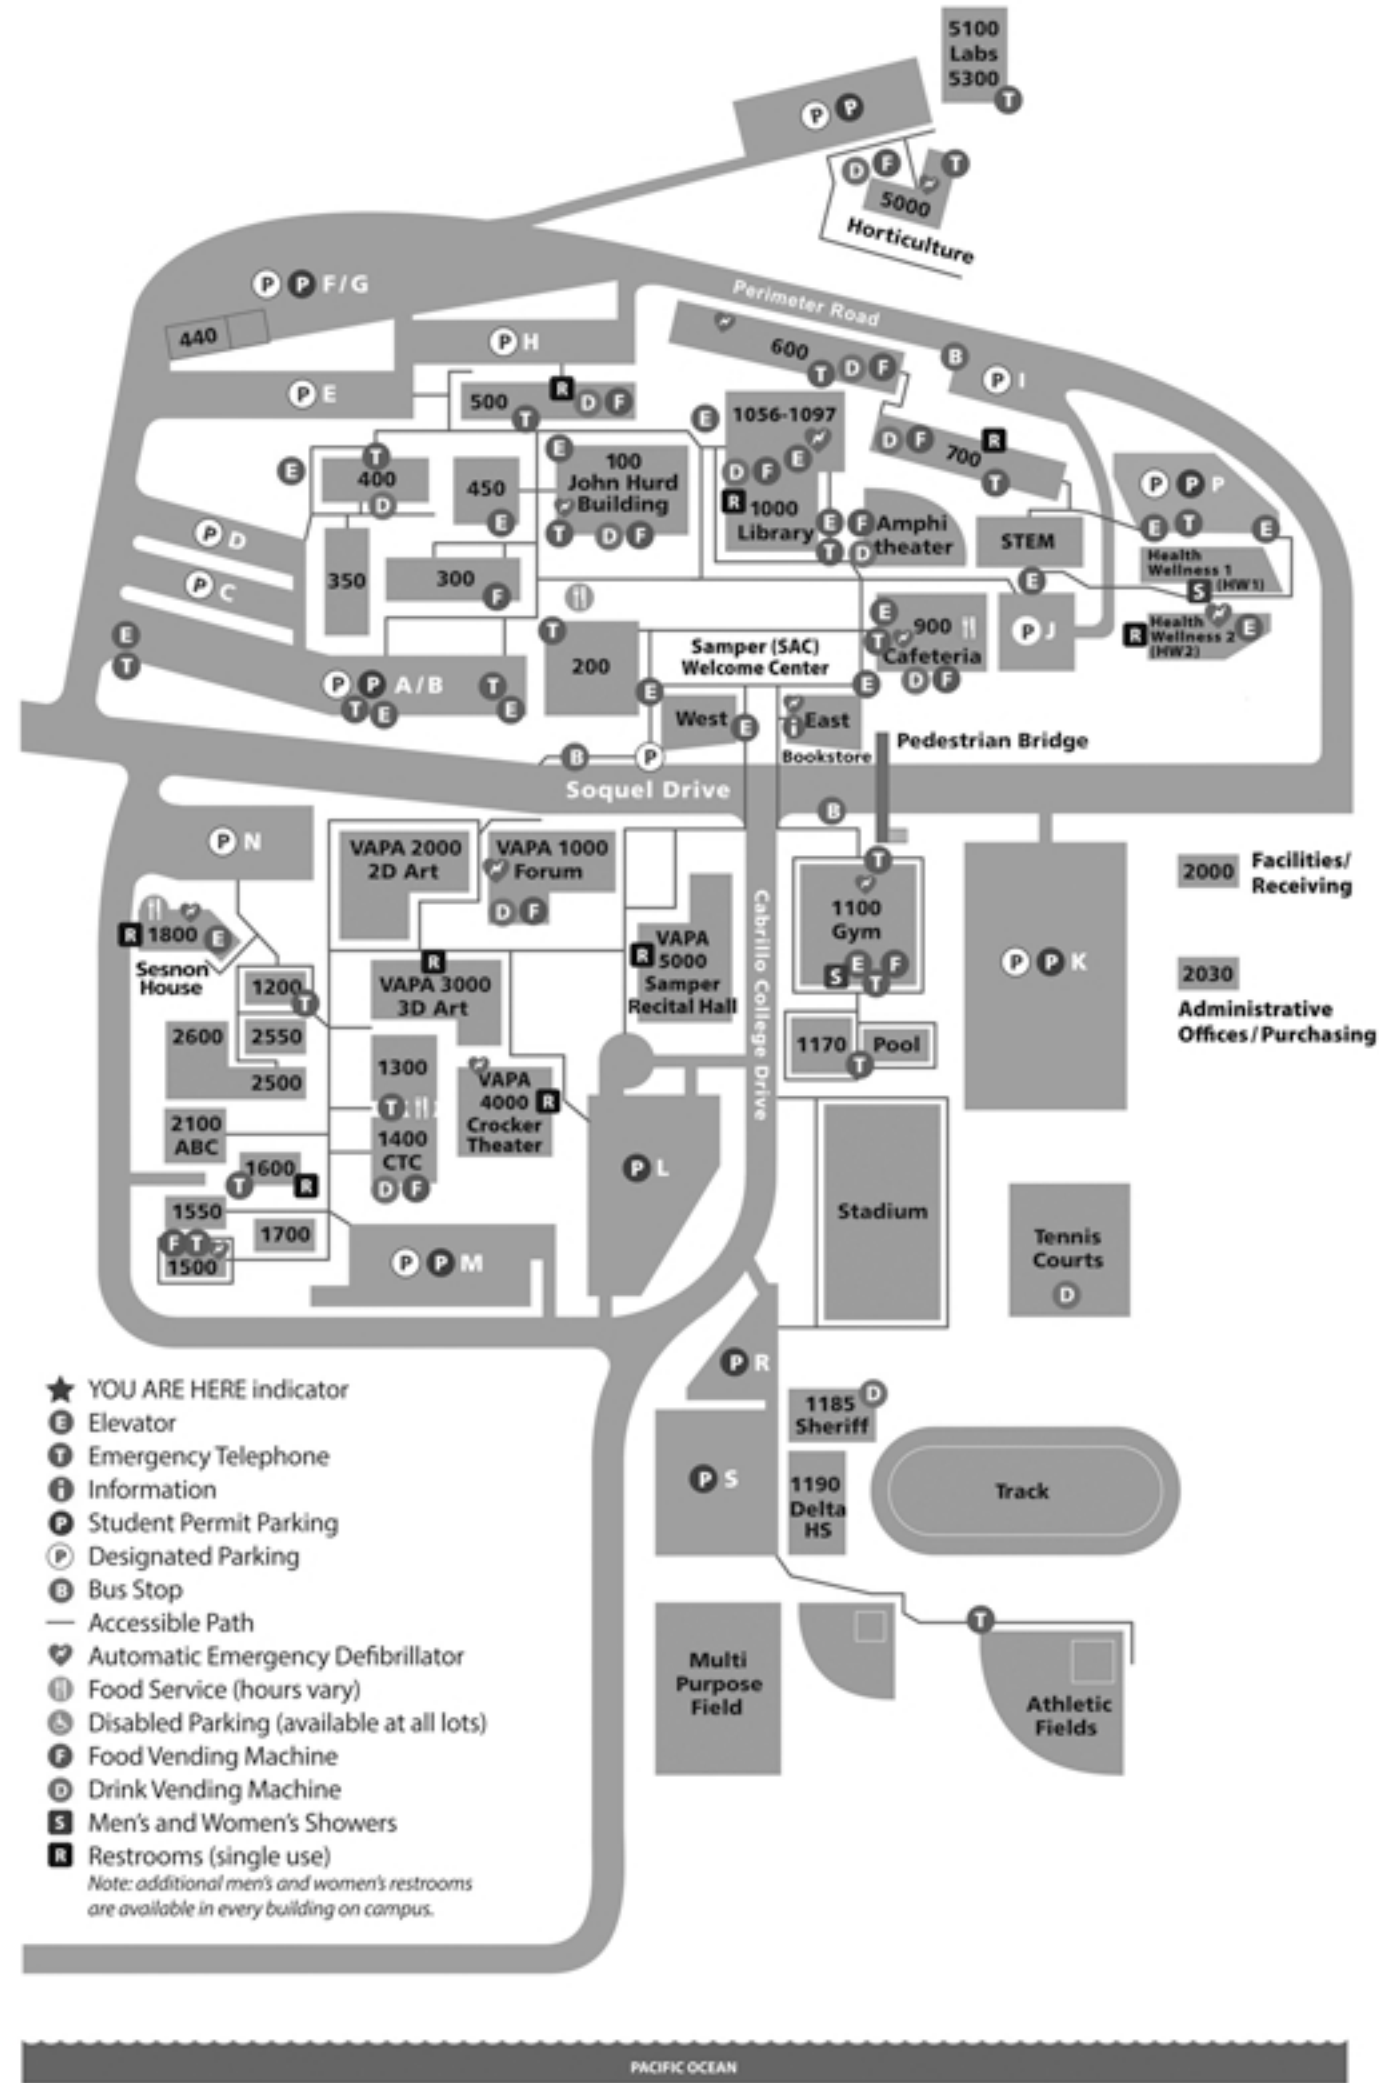 5100
Labs
5300
T
P P
D F T
5000
Horticulture
P P F/G
Perimeter Road
440
P H
600
T D F
B
P I
P E
R
500 D F
T
E
1056-1097
E
D F
R
1000
Library
D F R
700
T
P P P
E T E
E
T
400
D
450
E
E
100
John Hurd
Building
T D F
E F
T D
Amphi
theater
STEM
Health
Wellness 1
(HW1)
S
P D
P C
350
300
F
E
P J
R
Health
Wellness 2
(HW2)
E
E
T
T
200
Samper (SAC)
Welcome Center
E
T
900
Cafeteria
D F
P P A/B
T E
T
E
E
West
E
i East
Bookstore
E
Pedestrian Bridge
B
P
Soquel Drive
B
P N
VAPA 2000
2D Art
VAPA 1000
Forum
D F
T
1100
Gym
E F
S T
2000
Facilities/
Receiving
R
1800 E
Sesnon
House
R
VAPA 3000
3D Art
R
VAPA
5000
Samper
Recital Hall
Cabrillo College Drive
P P K
2030
Administrative
Offices/Purchasing
1200
T
2600
2550
2500
1300
T
1170
Pool
T
VAPA
4000
Crocker
Theater
R
2100
ABC
1400
CTC
D F
1600
T R
P L
Stadium
1550
1700
F T
1500
P P M
Tennis
Courts
D
P R
1185
Sheriff
D
P S
1190
Delta
HS
Track
T
Multi
Purpose
Field
Athletic
Fields
YOU ARE HERE indicator
E Elevator
T Emergency Telephone
i Information
P Student Permit Parking
P Designated Parking
B Bus Stop
Accessible Path
Automatic Emergency Defibrillator
Food Service (hours vary)
Disabled Parking (available at all lots)
F Food Vending Machine
D Drink Vending Machine
S Men's and Women's Showers
R Restrooms (single use)
Note: additional men's and women's restrooms
are available in every building on campus.
PACIFIC OCEAN